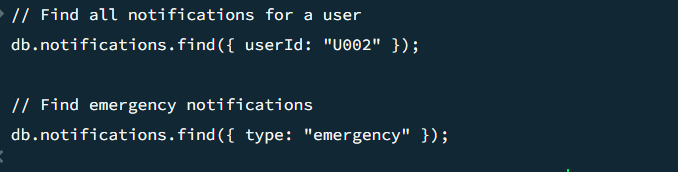 // Find all notifications for a user
db.notifications.find({ userId: "U002" });
// Find emergency notifications
db.notifications.find({ type: "emergency" });